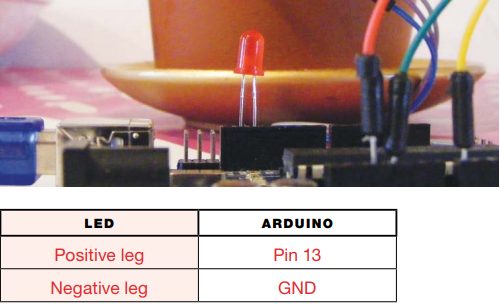 LED ARDUINO
Positive leg Pin 13
Negative leg GND